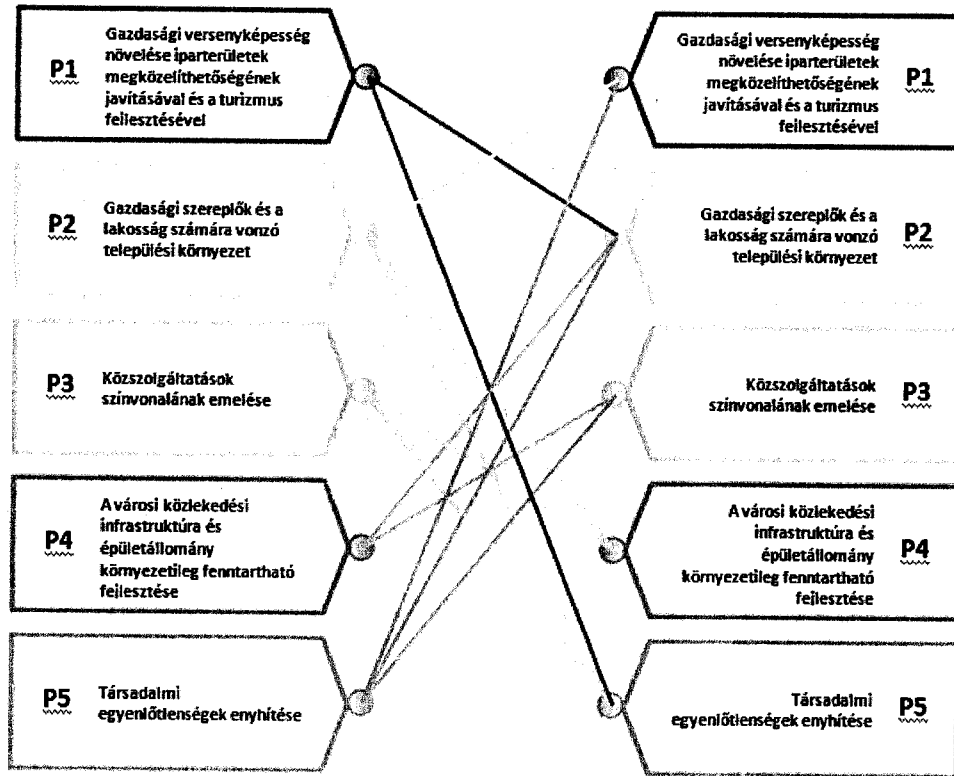 P1
Gazdasági versenyképesség
növelése iparterületek
megközelíthetőségének
javításával és a turizmus
fejlesztésével
P2
Gazdasági szereplők és a
lakosság számára vonzó
települési környezet
P3
Közszolgáltatások
színvonalának emelése
P4
A városi közlekedési
infrastruktúra és
épületállomány
környezetileg fenntartható
fejlesztése
P5
Társadalmi
egyenlőtlenségek enyhítése
Gazdasági versenyképesség
növelése iparterületek
megközelíthetőségének
javításával és a turizmus
fejlesztésével
P1
Gazdasági szereplők és a
lakosság számára vonzó
települési környezet
P2
Közszolgáltatások
színvonalának emelése
P3
A városi közlekedési
infrastruktúra és
épületállomány
környezetileg fenntartható
fejlesztése
P4
Társadalmi
egyenlőtlenségek enyhítése
P5